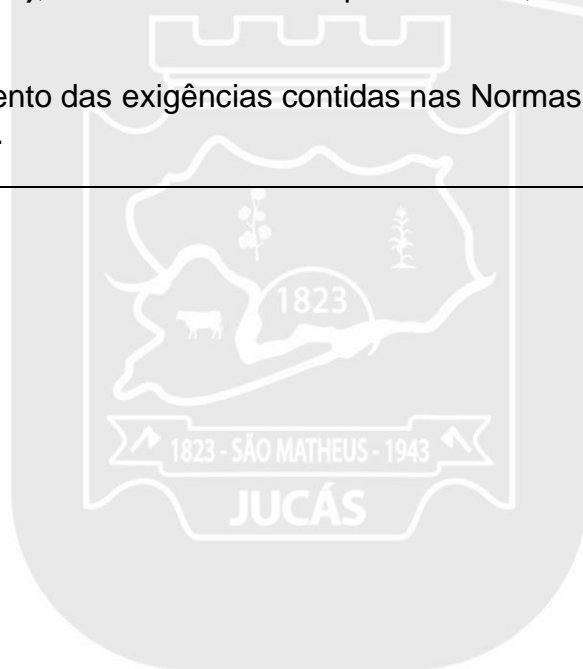 ento das exigências contidas nas Normas
1823
1823 - SÃO MATHEUS - 1943
JUCÁS